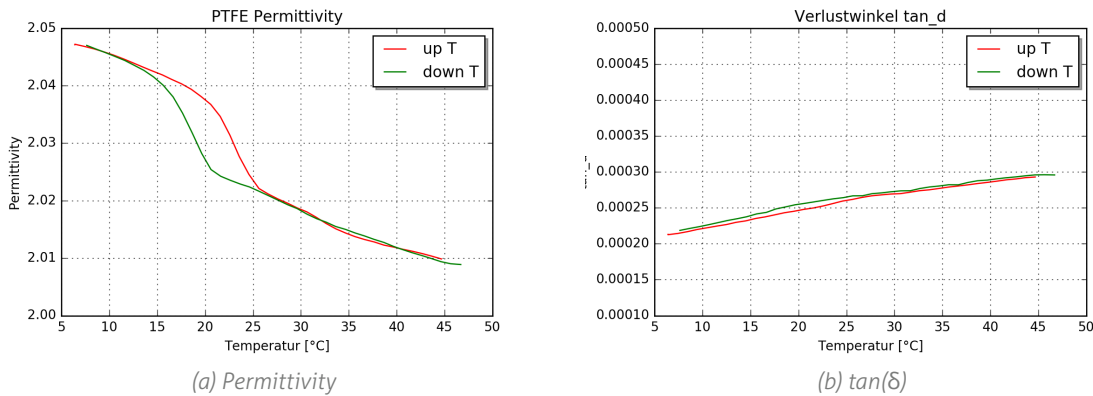 PTFE Permittivity
2.05
2.04
2.03
2.02
2.01
2.00
Permittivity
up T
down T
5 10 15 20 25 30 35 40 45 50
Temperatur [°C]
(a) Permittivity
Verlustwinkel tan_d
0.00050
0.00045
0.00040
0.00035
0.00030
0.00025
0.00020
0.00015
0.00010
up T
down T
5 10 15 20 25 30 35 40 45 50
Temperatur [°C]
(b) tan(δ)